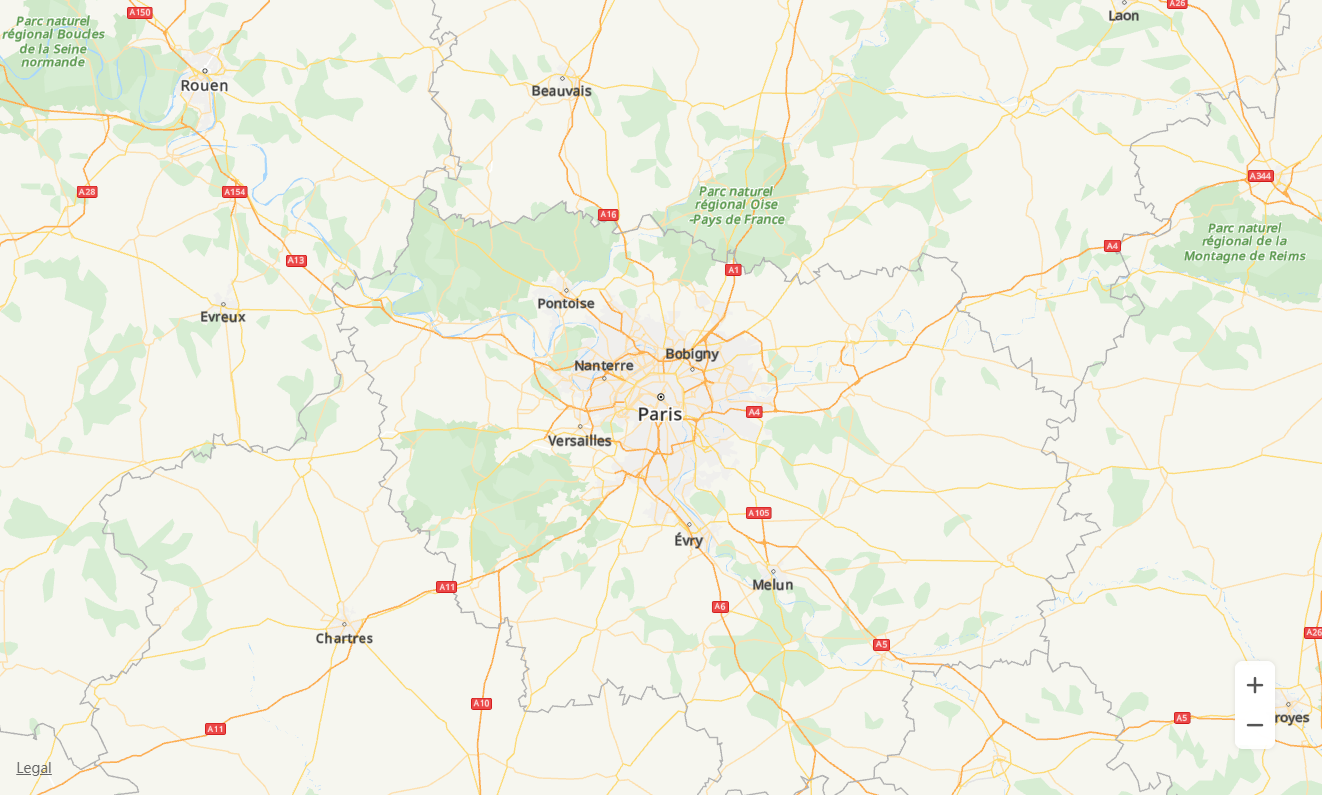 A150
A26
Laon
Parc naturel
régional Boucles
de la Seine
normande
Rouen
Beauvais
A344
A28
A154
Parc naturel
régional Oise
-Pays de France
A16
Parc naturel
régional de la
Montagne de Reims
A4
A13
A1
Pontoise
Evreux
Bobigny
Nanterre
Paris
A4
Versailles
A105
Évry
Melun
A11
A6
Chartres
A5
A26
A10
A5
royes
A11
Legal